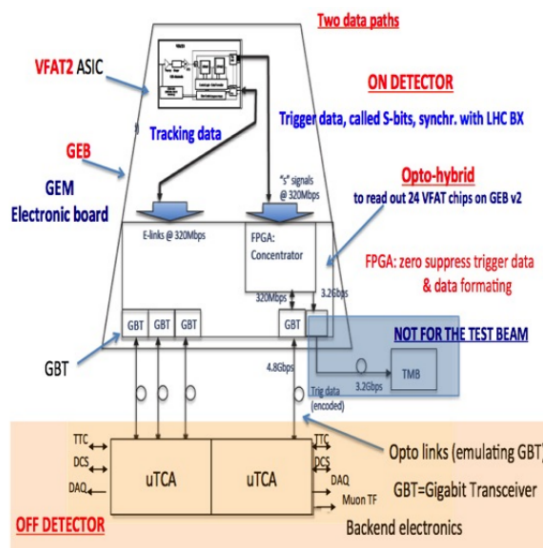 Two data paths
VFAT2 ASIC
ON DETECTOR
Trigger data, called S-bits, synchr. with LHC BX
Tracking data
GEB
GEM
Electronic board
Opto-hybrid
to read out 24 VFAT chips on GEB v2
"s" signals
@ 320Mbps
E-links @ 320Mbps
FPGA:
Concentrator
FPGA: zero suppress trigger data
& data formating
320Mbps
3.2Gbps
GBT
GBT
GBT
GBT
NOT FOR THE TEST BEAM
GBT
4.8Gbps
TMB
3.2Gbps
Trig data
(encoded)
TTC
DCS
DAQ
uTCA
uTCA
TTC
DCS
DAQ
Muon TF
Opto links (emulating GBT)
GBT=Gigabit Transceiver
OFF DETECTOR
Backend electronics